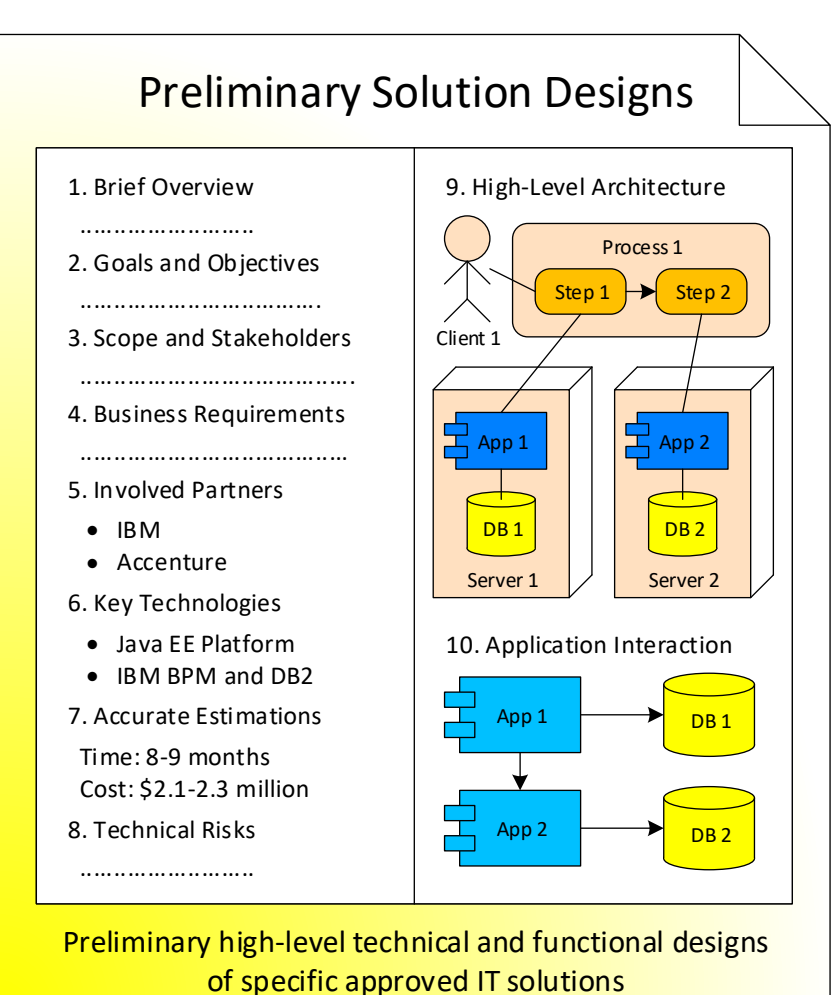 Preliminary Solution Designs
1. Brief Overview
………………………..
2. Goals and Objectives
………………………………….
3. Scope and Stakeholders
……………………………………….
4. Business Requirements
……………………………………..
5. Involved Partners
• IBM
• Accenture
6. Key Technologies
• Java EE Platform
• IBM BPM and DB2
7. Accurate Estimations
Time: 8-9 months
Cost: $2.1-2.3 million
8. Technical Risks
………………………..
9. High-Level Architecture
Process 1
Step 1
Step 2
Client 1
App 1
App 2
DB 1
DB 2
Server 1
Server 2
10. Application Interaction
App 1
DB 1
App 2
DB 2
Preliminary high-level technical and functional designs
of specific approved IT solutions